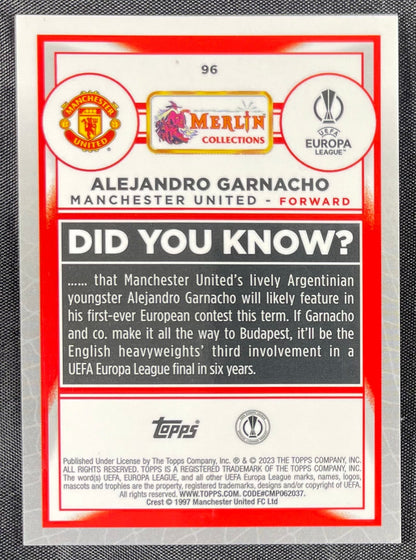 96
MANCHESTER
UNITED
MERLIN
COLLECTIONS
UEFA
EUROPA
LEAGUE™
ALEJANDRO GARNACHO
MANCHESTER UNITED - FORWARD
DID YOU KNOW?
...... that Manchester United's lively Argentinian
youngster Alejandro Garnacho will likely feature in
his first-ever European contest this term. If Garnacho
and co. make it all the way to Budapest, it'll be the
English heavyweights' third involvement in a
UEFA Europa League final in six years.
Topps
Published Under License by The Topps Company, Inc. ® & © 2023 THE TOPPS COMPANY, INC.
ALL RIGHTS RESERVED. TOPPS IS A REGISTERED TRADEMARK OF THE TOPPS COMPANY, INC.
The word(s) UEFA, EUROPA LEAGUE, and all other UEFA Europa League marks, names, logos,
mascots and trophies are the property, registered trademarks, designs and/or copyright of UEFA.
All rights reserved. WWW.TOPPS.COM. CODE#CMP062037.
Crest © 1997 Manchester United FC Ltd